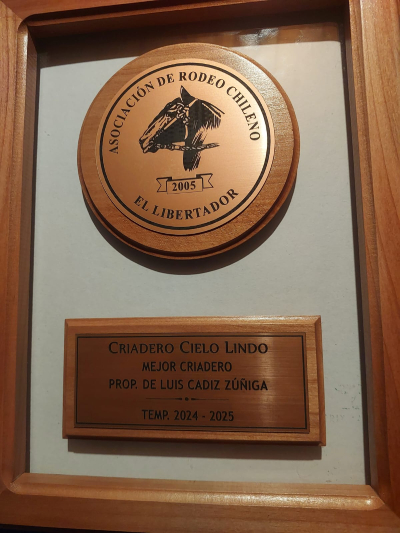 ASOCIACIÓN DE RODEO CHILENO
2005
EL LIBERTADOR
CRIADERO CIELO LINDO
MEJOR CRIADERO
PROP. DE LUIS CADIZ ZÚÑIGA
TEMP. 2024 - 2025